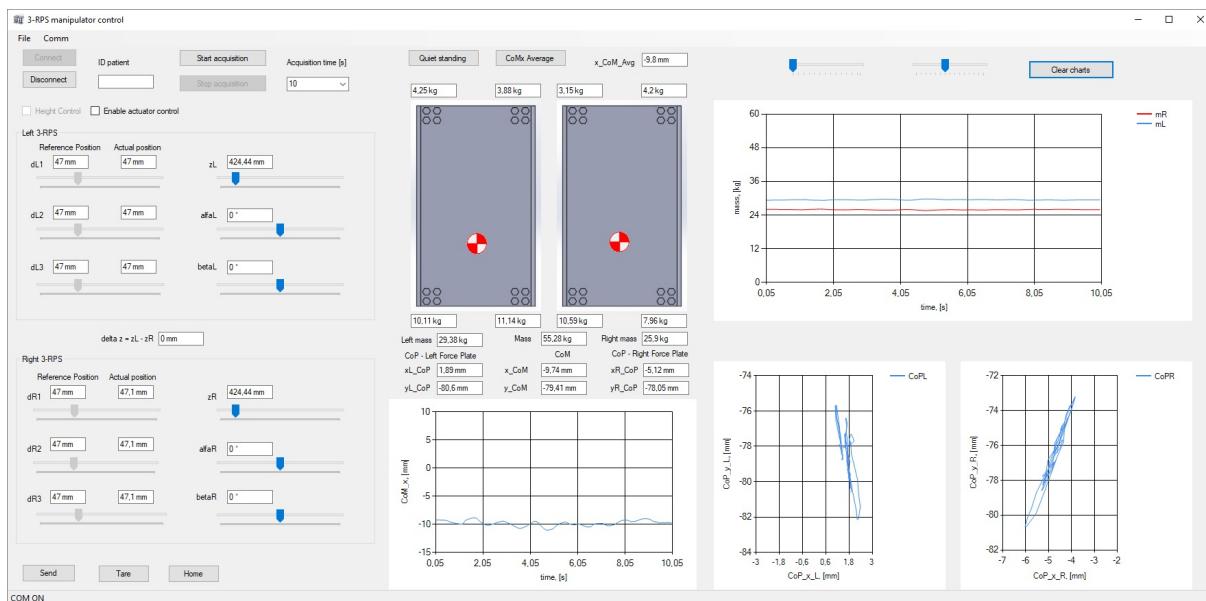 3-RPS manipulator control
File Comm
Connect
ID patient
Start acquisition
Acquisition time [s]
Disconnect
Stop acquisition
10
Height Control
Enable actuator control
Left 3-RPS
Reference Position
Actual position
dL1
47 mm
47 mm
zL
424,44 mm
dL2
47 mm
47 mm
alfaL
0 °
dL3
47 mm
47 mm
betaL
0 °
delta z = zL - zR
0 mm
Right 3-RPS
Reference Position
Actual position
dR1
47 mm
47,1 mm
zR
424,44 mm
dR2
47 mm
47,1 mm
alfaR
0 °
dR3
47 mm
47,1 mm
betaR
0 °
Send
Tare
Home
COM ON
Quiet standing
CoMx Average
x_CoM_Avg
-9,8 mm
4,25 kg
3,88 kg
3,15 kg
4,2 kg
10,11 kg
11,14 kg
10,59 kg
7,96 kg
Left mass
29,38 kg
Mass
55,28 kg
Right mass
25,9 kg
CoP - Left Force Plate
CoM
CoP - Right Force Plate
xL_CoP
1,89 mm
x_CoM
-9,74 mm
xR_CoP
-5,12 mm
yL_CoP
-80,6 mm
y_CoM
-79,41 mm
yR_CoP
-78,05 mm
10
5
0
-5
-10
-15
CoM_x, [mm]
0,05
2,05
4,05
6,05
8,05
10,05
time, [s]
Clear charts
60
48
36
24
12
0
mass, [kg]
0,05
2,05
4,05
6,05
8,05
10,05
time, [s]
mR
mL
-74
-76
-78
-80
-82
-84
CoP_y_L, [mm]
-3
-1,8
-0,6
0,6
1,8
3
CoP_x_L, [mm]
CoPL
-72
-74
-76
-78
-80
-82
CoP_y_R, [mm]
-7
-6
-5
-4
-3
-2
CoP_x_R, [mm]
CoPR